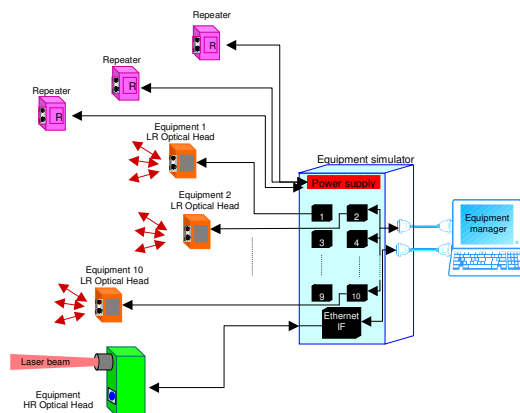 Repeater
R
Repeater
R
Repeater
R
Equipment 1
LR Optical Head
Equipment 2
LR Optical Head
Equipment 10
LR Optical Head
Laser beam
Equipment
HR Optical Head
Equipment simulator
Power supply
1
2
3
4
9
10
Ethernet
IF
Equipment
manager